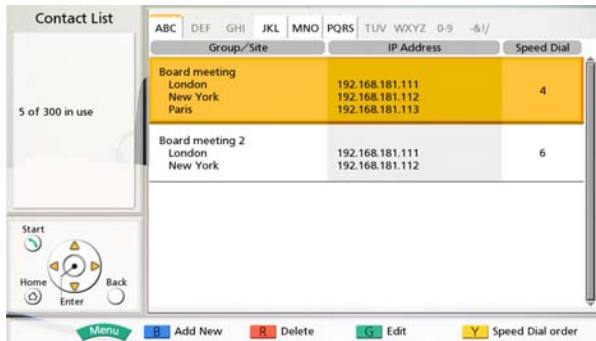 Contact List
ABC DEF GHI JKL MNO PQRS TUV WXYZ 0-9 -&!/
Group/Site IP Address Speed Dial
Board meeting
London 192.168.181.111
New York 192.168.181.112 4
Paris 192.168.181.113
5 of 300 in use
Board meeting 2
London 192.168.181.111 6
New York 192.168.181.112
Start
Home Back
Enter
Menu B Add New R Delete G Edit Y Speed Dial order